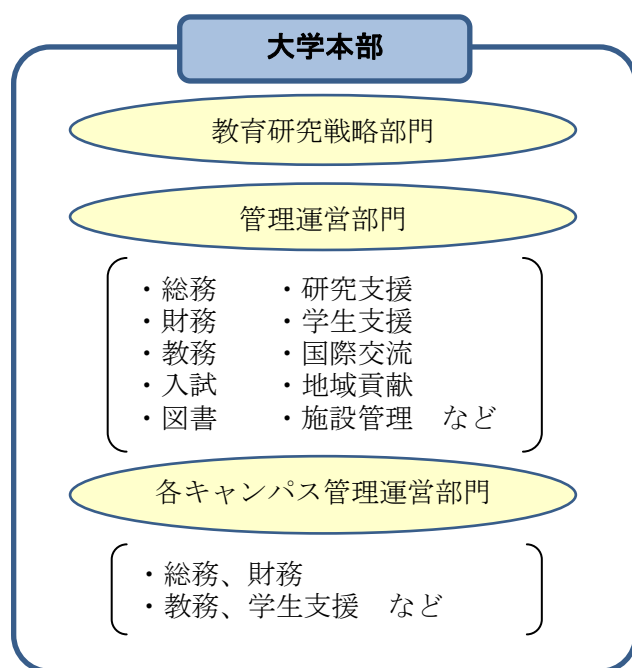 大学本部
教育研究戦略部門
管理運営部門
・総務　　・研究支援
・財務　　・学生支援
・教務　　・国際交流
・入試　　・地域貢献
・図書　　・施設管理　など
各キャンパス管理運営部門
・総務、財務
・教務、学生支援　など